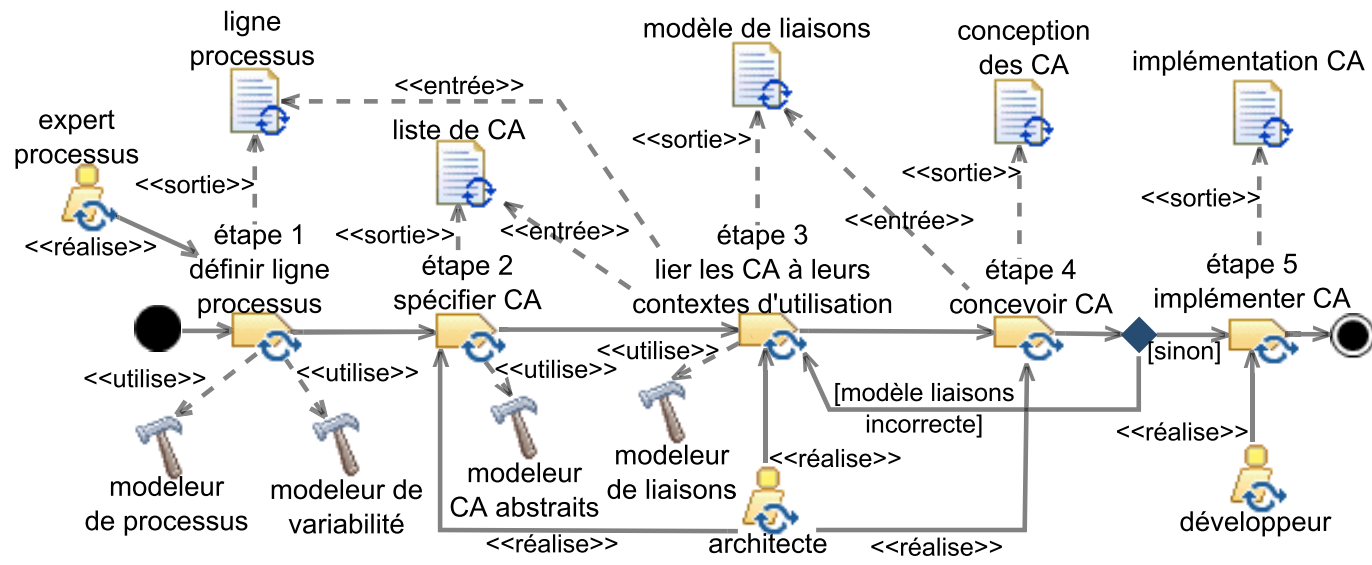 ligne
processus
modèle de liaisons
conception
des CA
implémentation CA
<<entrée>>
expert
processus
liste de CA
<<sortie>>
<<sortie>>
<<sortie>>
<<sortie>>
<<réalise>>
étape 1
définir ligne
processus
<<sortie>>
étape 2
spécifier CA
<<entrée>>
étape 3
lier les CA à leurs
contextes d'utilisation
<<entrée>>
étape 4
concevoir CA
étape 5
implémenter CA
<<utilise>>
<<utilise>>
<<utilise>>
<<utilise>>
[sinon]
[modèle liaisons
incorrecte]
modeleur
de processus
modeleur de
variabilité
modeleur
CA abstraits
modeleur
de liaisons
<<réalise>>
<<réalise>>
<<réalise>>
architecte
<<réalise>>
développeur